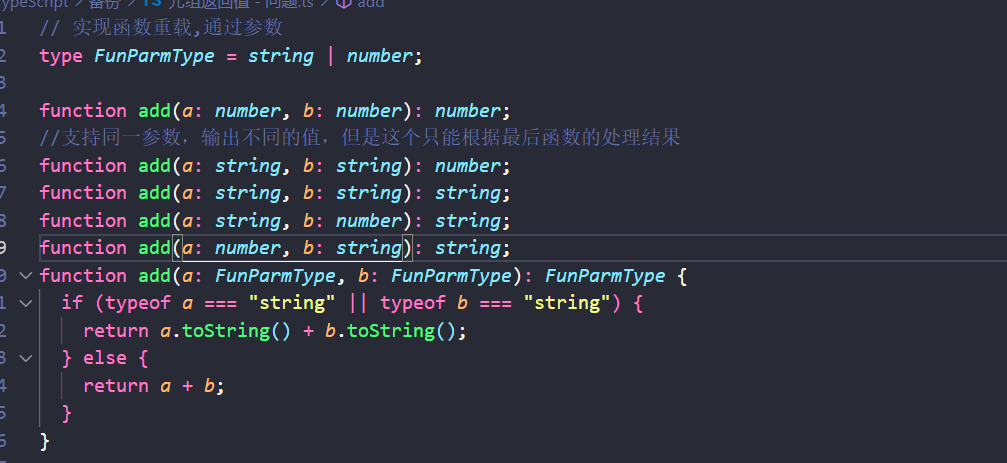 ypeScript > 备份 > TS 元组返回值 - 问题.ts > add
1 // 实现函数重载,通过参数
2 type FunParmType = string | number;
3
4 function add(a: number, b: number): number;
5 //支持同一参数，输出不同的值，但是这个只能根据最后函数的处理结果
6 function add(a: string, b: string): number;
7 function add(a: string, b: string): string;
8 function add(a: string, b: number): string;
9 function add(a: number, b: string): string;
0 function add(a: FunParmType, b: FunParmType): FunParmType {
1 if (typeof a === "string" || typeof b === "string") {
2 return a.toString() + b.toString();
3 } else {
4 return a + b;
5 }
6 }